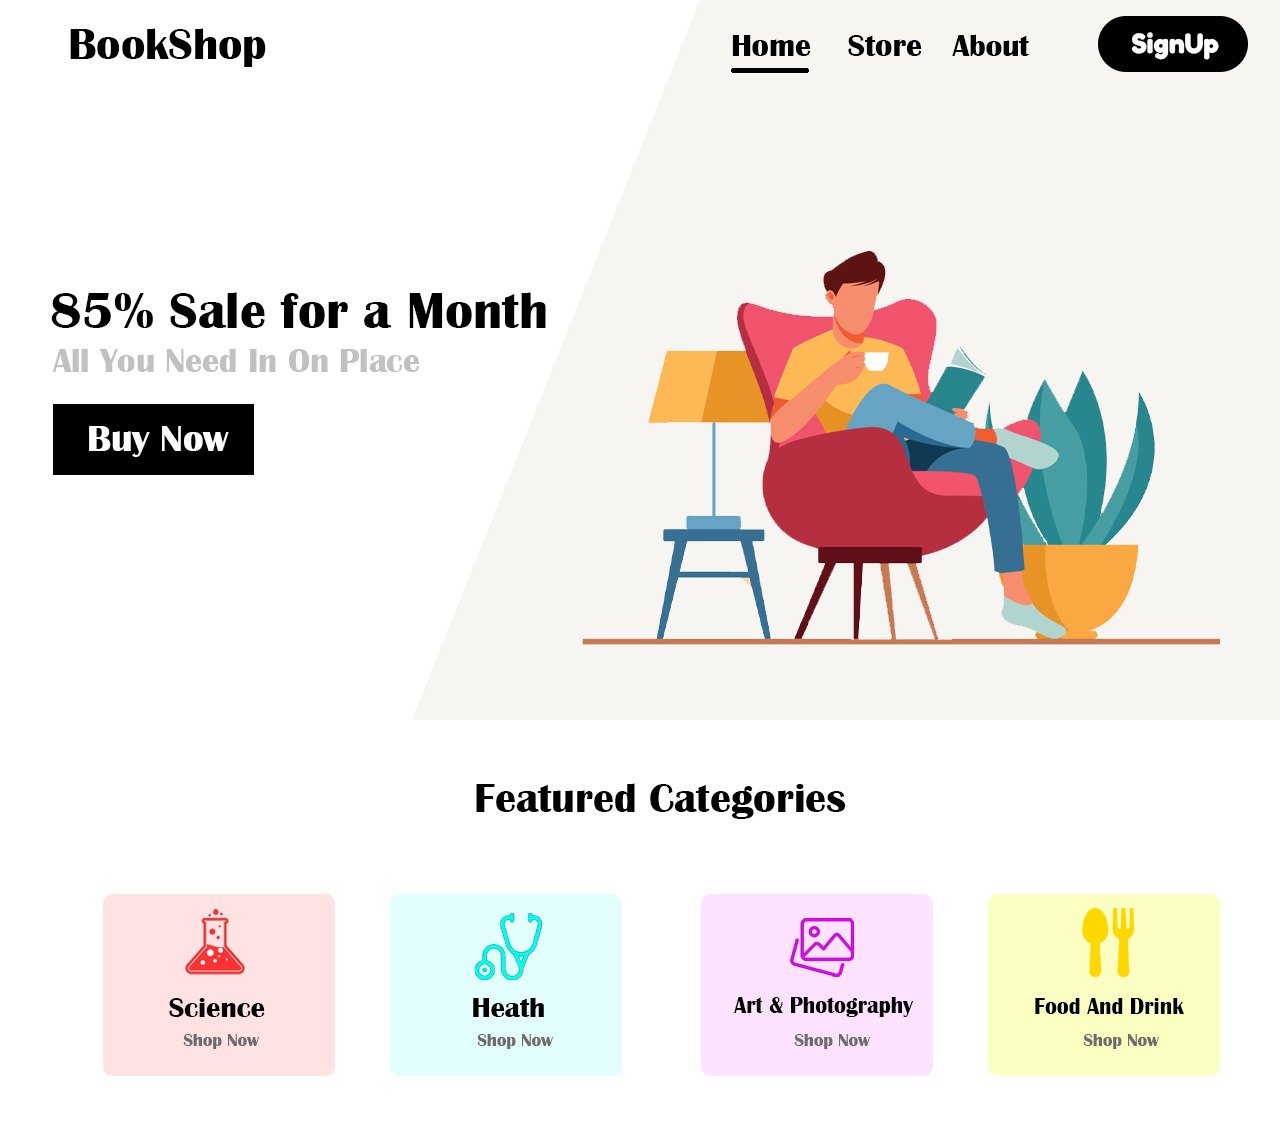 BookShop
Home Store About SignUp
85% Sale for a Month
All You Need In On Place
Buy Now
Featured Categories
Science
Shop Now
Heath
Shop Now
Art & Photography
Shop Now
Food And Drink
Shop Now